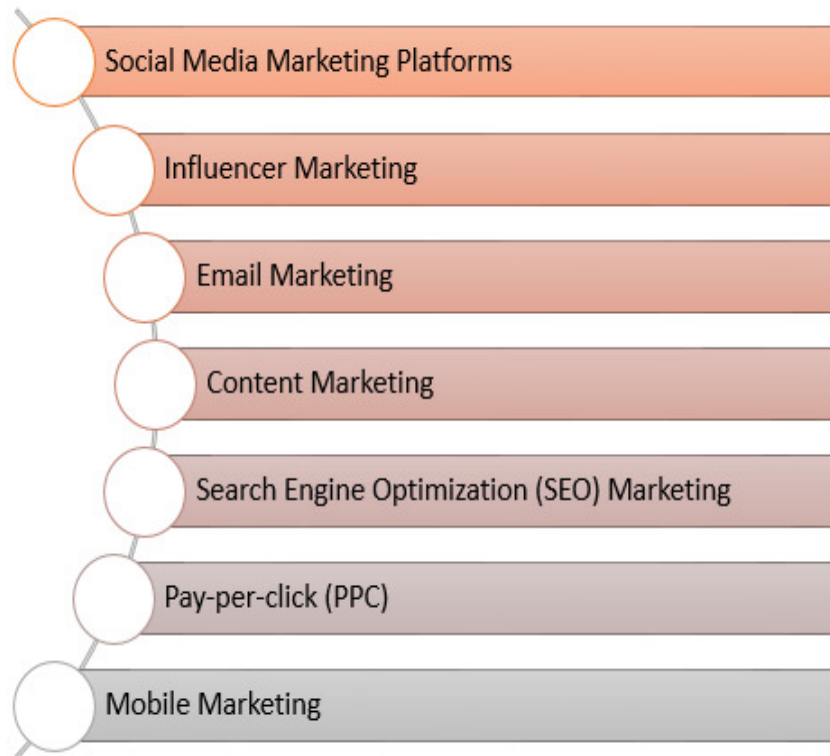 Social Media Marketing Platforms
Influencer Marketing
Email Marketing
Content Marketing
Search Engine Optimization (SEO) Marketing
Pay-per-click (PPC)
Mobile Marketing